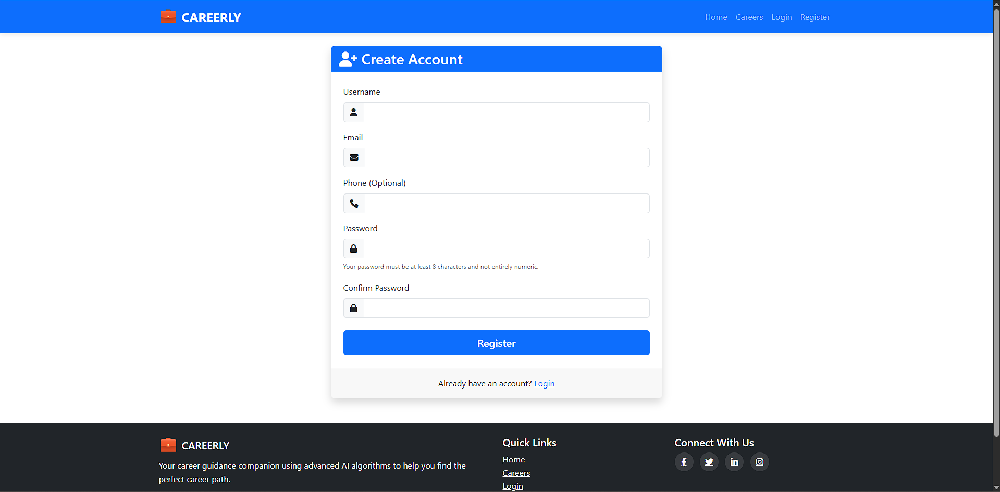 CAREERLY
Home Careers Login Register
Create Account
Username
Email
Phone (Optional)
Password
Your password must be at least 8 characters and not entirely numeric.
Confirm Password
Register
Already have an account? Login
CAREERLY
Your career guidance companion using advanced AI algorithms to help you find the
perfect career path.
Quick Links
Home
Careers
Login
Connect With Us